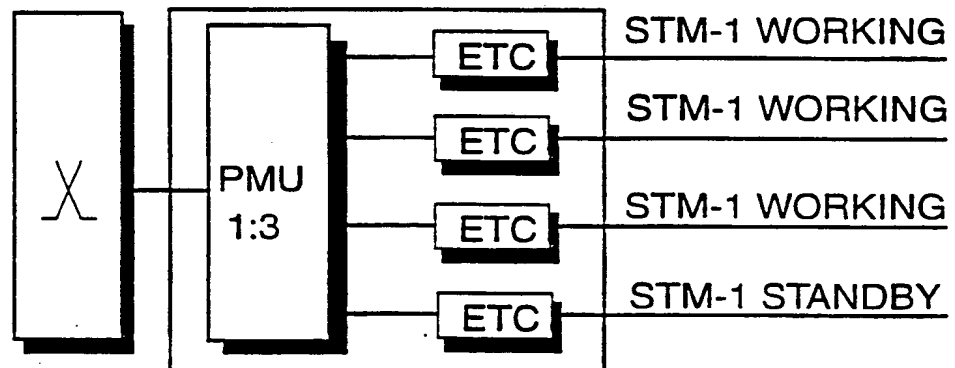 STM-1 WORKING
ETC
STM-1 WORKING
ETC
PMU
1:3
STM-1 WORKING
ETC
STM-1 STANDBY
ETC